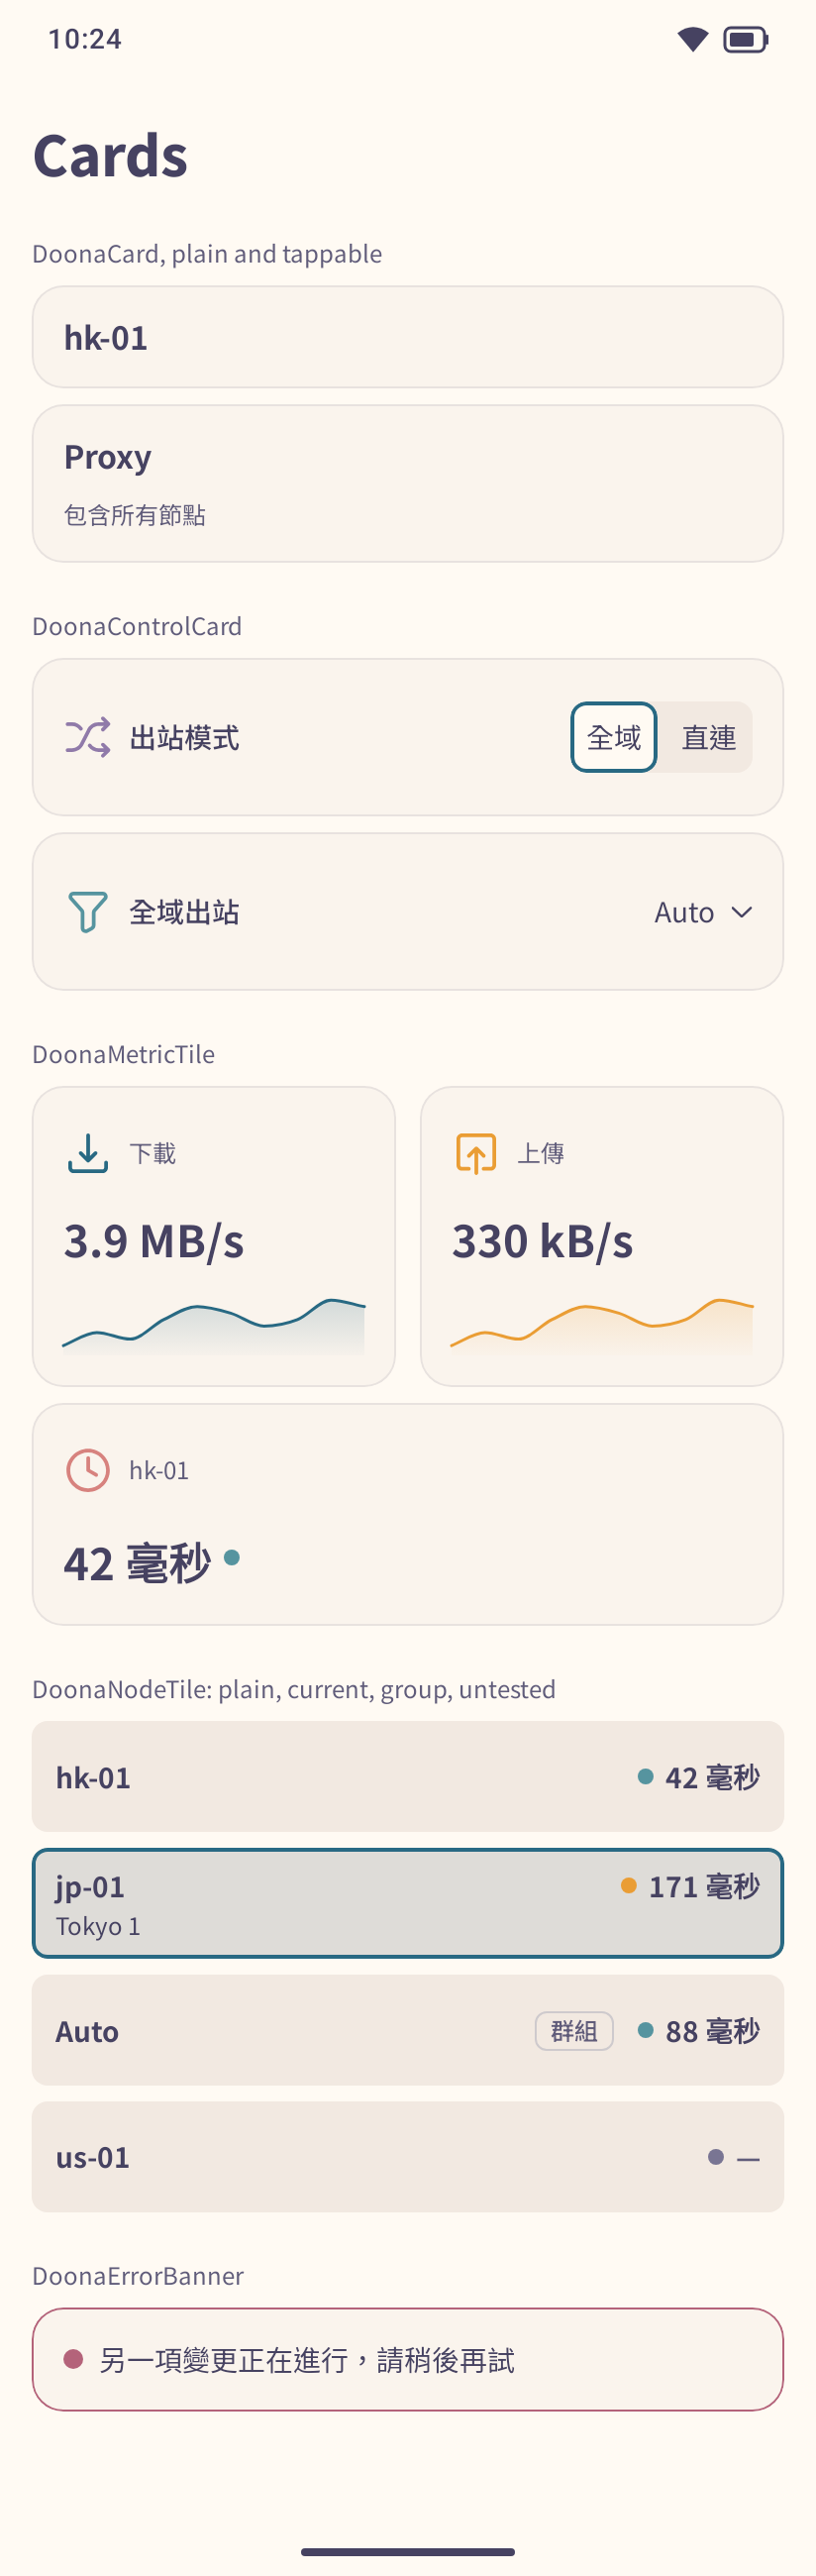 10:24
Cards
DoonaCard, plain and tappable
hk-01
Proxy
包含所有節點
DoonaControlCard
出站模式 全域 直連
全域出站 Auto
DoonaMetricTile
下載
3.9 MB/s
上傳
330 kB/s
hk-01
42 毫秒
DoonaNodeTile: plain, current, group, untested
hk-01 42 毫秒
jp-01 171 毫秒
Tokyo 1
Auto 群組 88 毫秒
us-01 —
DoonaErrorBanner
另一項變更正在進行，請稍後再試